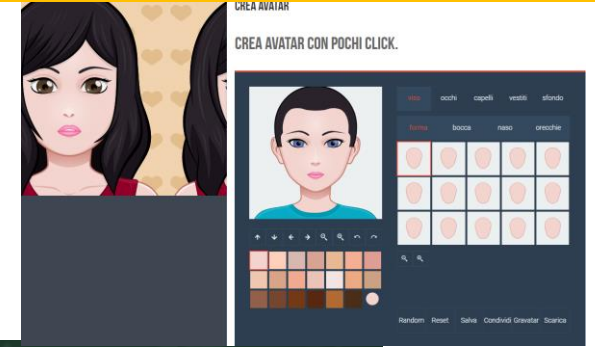 CREA AVATAR
CREA AVATAR CON POCHI CLICK.
viso occhi capelli vestiti sfondo
forma bocca naso orecchie
Random Reset Salva Condividi Gravatar Scarica